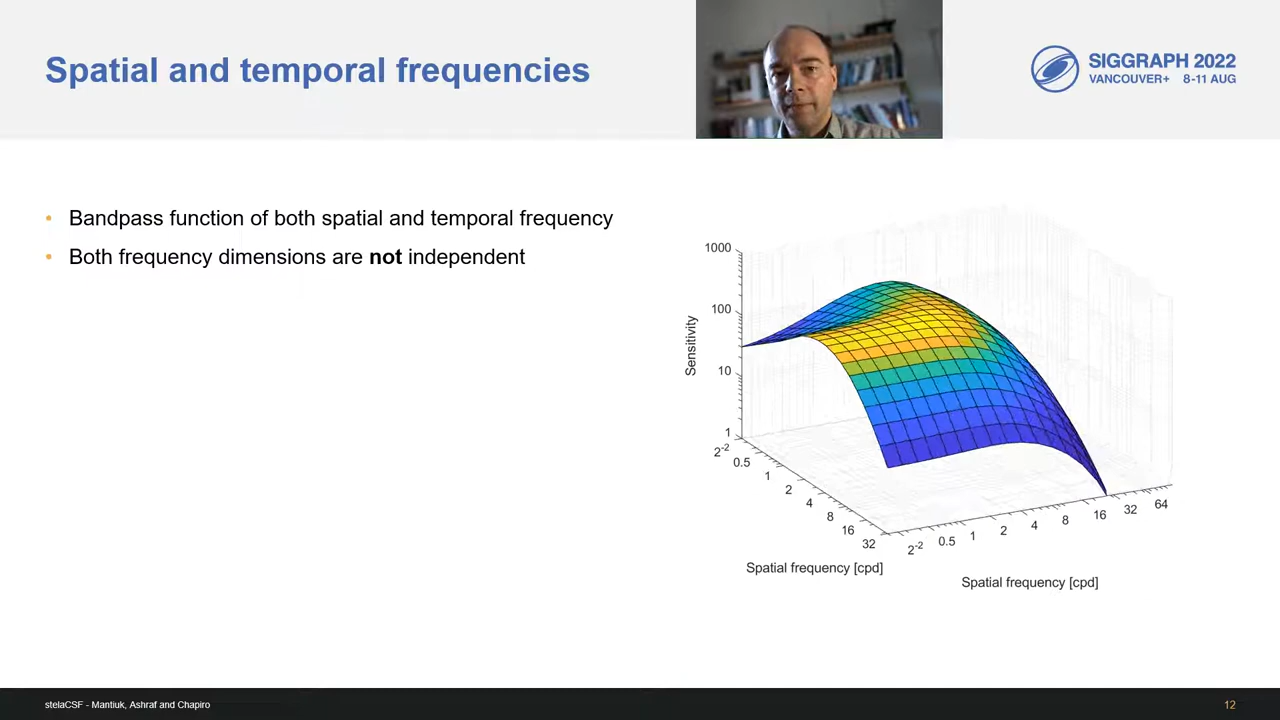 Spatial and temporal frequencies
SIGGRAPH 2022
VANCOUVER+ 8-11 AUG
• Bandpass function of both spatial and temporal frequency
• Both frequency dimensions are not independent
1000
100
10
1
Sensitivity
2⁻²
0.5
1
2
4
8
16
32
Spatial frequency [cpd]
2⁻² 0.5 1 2 4 8 16 32 64
Spatial frequency [cpd]
stelaCSF - Mantiuk, Ashraf and Chapiro
12